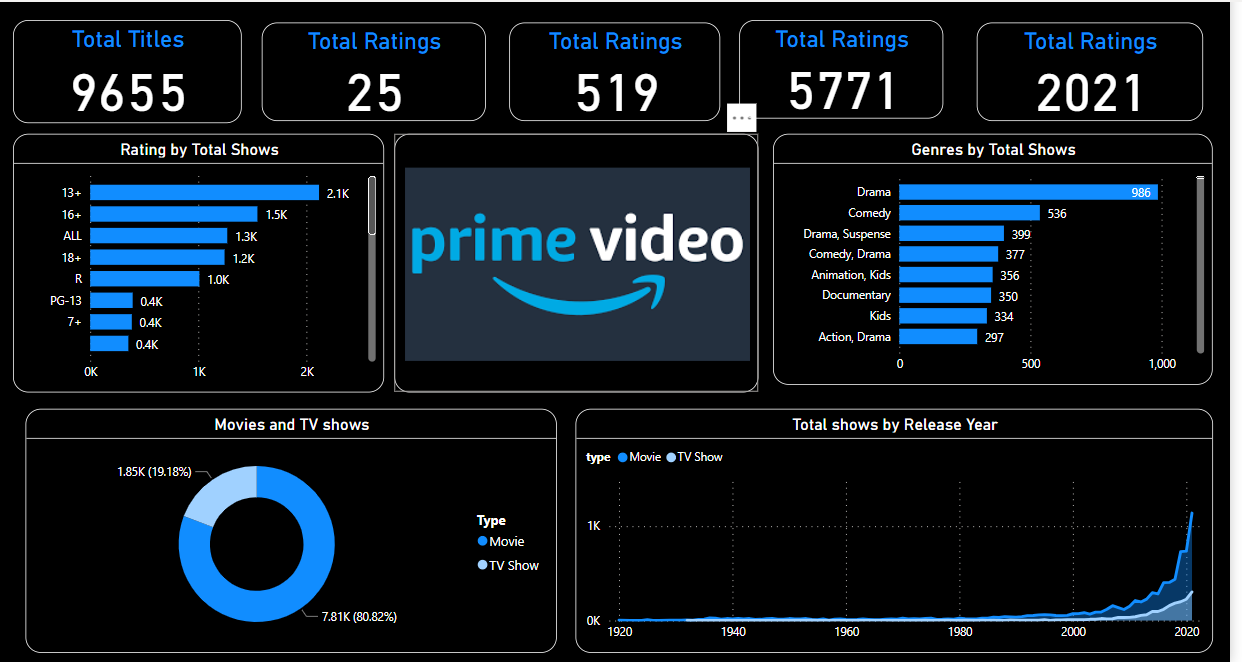 Total Titles
9655
Total Ratings
25
Total Ratings
519
Total Ratings
5771
Total Ratings
2021
Rating by Total Shows
13+ 2.1K
16+ 1.5K
ALL 1.3K
18+ 1.2K
R 1.0K
PG-13 0.4K
7+ 0.4K
0.4K
0K 1K 2K
prime video
Genres by Total Shows
Drama 986
Comedy 536
Drama, Suspense 399
Comedy, Drama 377
Animation, Kids 356
Documentary 350
Kids 334
Action, Drama 297
0 500 1,000
Movies and TV shows
1.85K (19.18%)
7.81K (80.82%)
Type
Movie
TV Show
Total shows by Release Year
type Movie TV Show
1K
0K
1920 1940 1960 1980 2000 2020